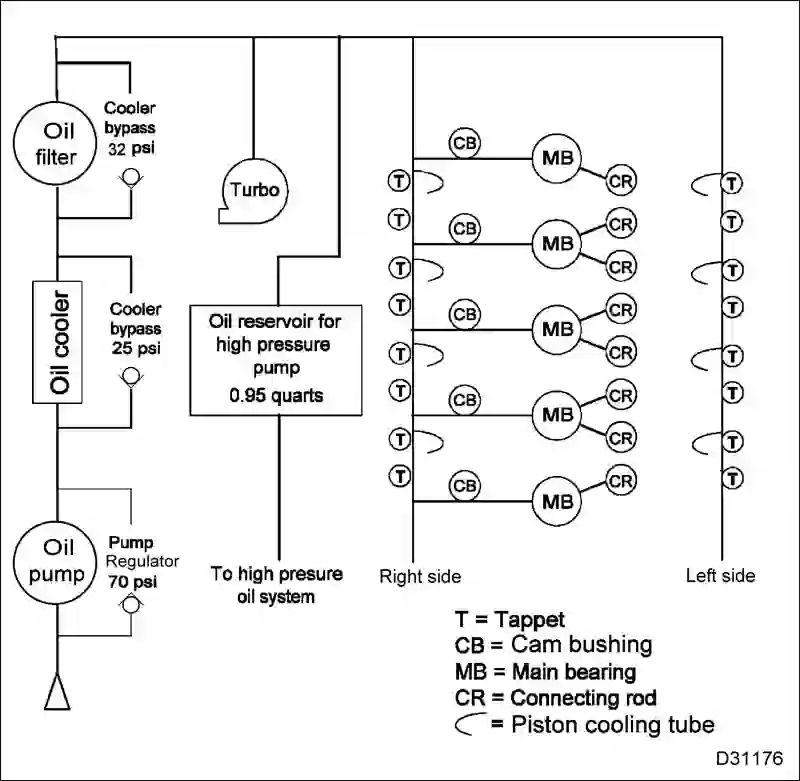 Oil
filter
Cooler
bypass
32 psi
Turbo
Oil cooler
Cooler
bypass
25 psi
Oil reservoir for
high pressure
pump
0.95 quarts
Oil
pump
Pump
Regulator
70 psi
To high presure
oil system
CB
MB
CR
T
T
CB
MB
CR
CR
T
T
CB
MB
CR
CR
T
T
CB
MB
CR
CR
T
T
CB
MB
CR
Right side
T
T
T
T
T
T
T
T
Left side
T = Tappet
CB = Cam bushing
MB = Main bearing
CR = Connecting rod
= Piston cooling tube
D31176